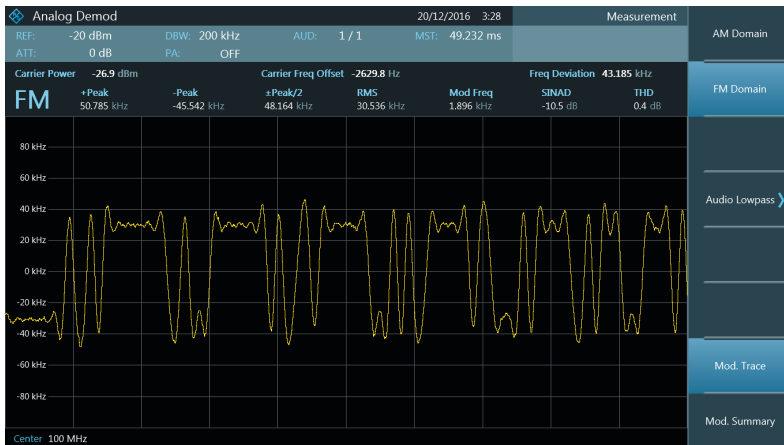 Analog Demod 20/12/2016 3:28 Measurement
REF: -20 dBm DBW: 200 kHz AUD: 1 / 1 MST: 49.232 ms
ATT: 0 dB PA: OFF
Carrier Power -26.9 dBm Carrier Freq Offset -2629.8 Hz Freq Deviation 43.185 kHz
FM +Peak -Peak ±Peak/2 RMS Mod Freq SINAD THD
50.785 kHz -45.542 kHz 48.164 kHz 30.536 kHz 1.896 kHz -10.5 dB 0.4 dB
80 kHz
60 kHz
40 kHz
20 kHz
0 kHz
-20 kHz
-40 kHz
-60 kHz
-80 kHz
Center 100 MHz
AM Domain
FM Domain
Audio Lowpass
Mod. Trace
Mod. Summary